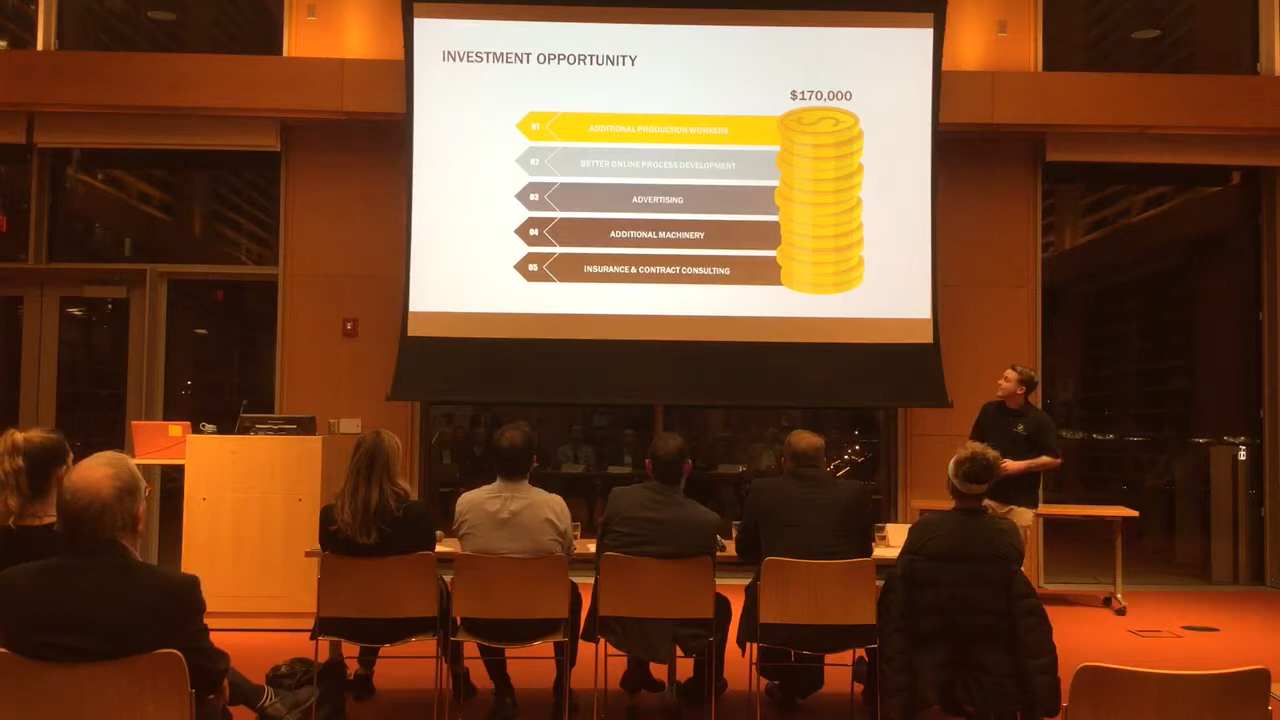 INVESTMENT OPPORTUNITY
$170,000
01 ADDITIONAL PRODUCTION WORKERS
02 BETTER ONLINE PROCESS DEVELOPMENT
03 ADVERTISING
04 ADDITIONAL MACHINERY
05 INSURANCE & CONTRACT CONSULTING